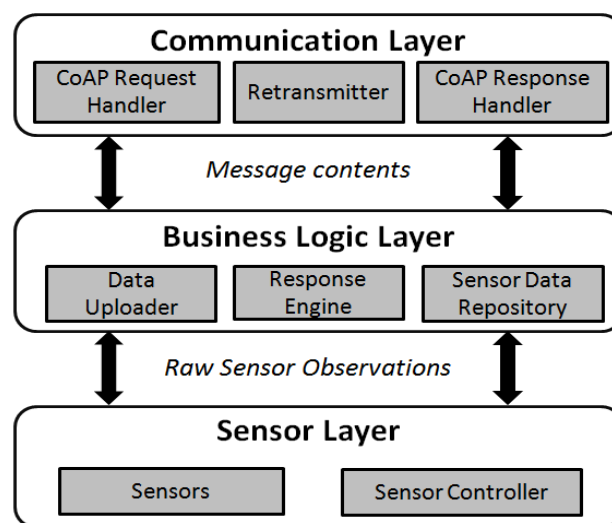 Communication Layer
CoAP Request
Handler
Retransmitter
CoAP Response
Handler
Message contents
Business Logic Layer
Data
Uploader
Response
Engine
Sensor Data
Repository
Raw Sensor Observations
Sensor Layer
Sensors
Sensor Controller